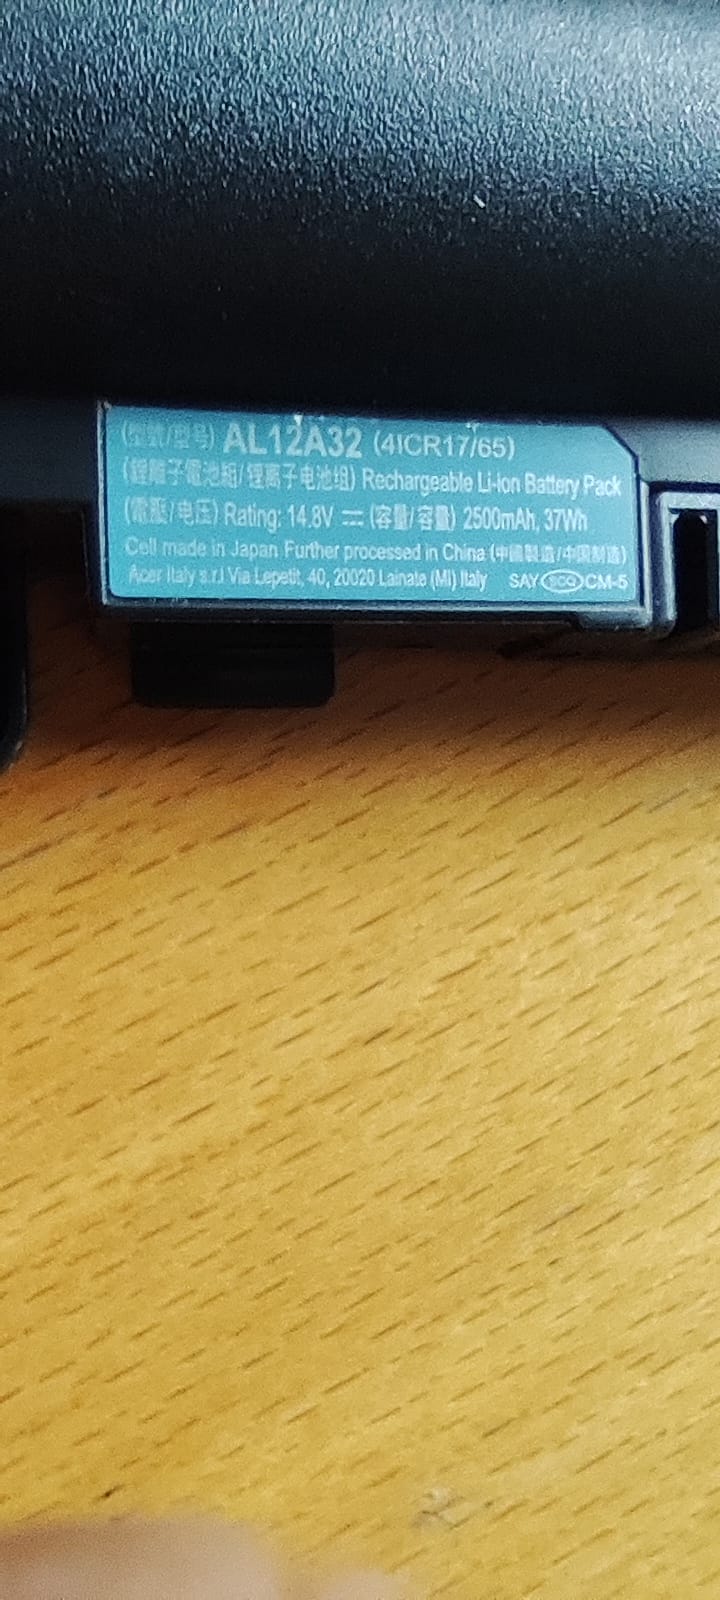 (型號/型号) AL12A32 (4ICR17/65)
(鋰離子電池組/锂离子电池组) Rechargeable Li-ion Battery Pack
(電壓/电压) Rating: 14.8V ⎓ (容量/容量) 2500mAh, 37Wh
Cell made in Japan Further processed in China (中國製造/中国制造)
Acer Italy s.r.l Via Lepetit, 40, 20020 Lainate (MI) Italy SAY SCQ CM-5